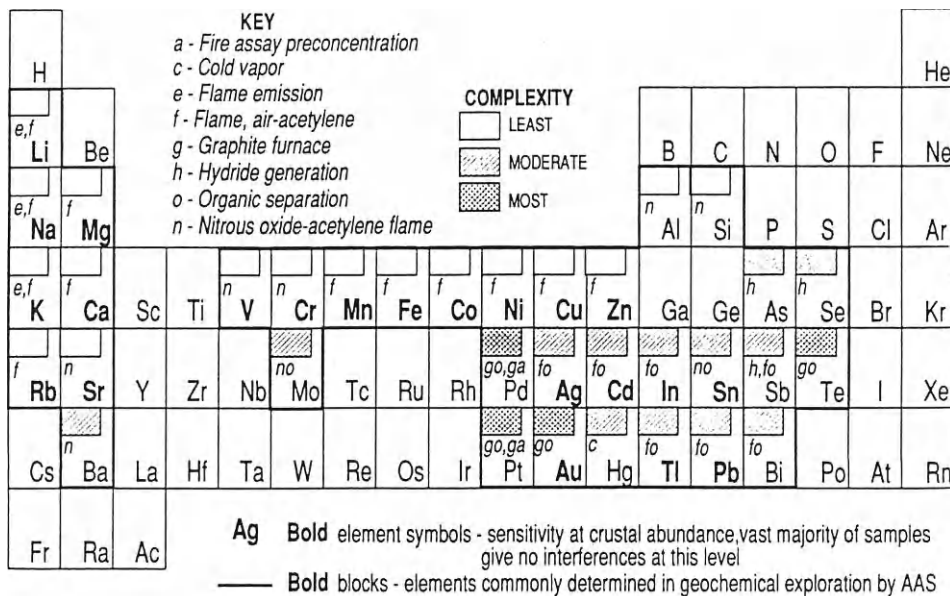 KEY
a - Fire assay preconcentration
c - Cold vapor
e - Flame emission
f - Flame, air-acetylene
g - Graphite furnace
h - Hydride generation
o - Organic separation
n - Nitrous oxide-acetylene flame
COMPLEXITY
LEAST
MODERATE
MOST
H He
e,f
Li Be B C N O F Ne
e,f f n n
Na Mg Al Si P S Cl Ar
e,f f n n f f f f f f h h
K Ca Sc Ti V Cr Mn Fe Co Ni Cu Zn Ga Ge As Se Br Kr
f n no go,ga fo fo fo no h,fo go
Rb Sr Y Zr Nb Mo Tc Ru Rh Pd Ag Cd In Sn Sb Te I Xe
n go,ga go c fo fo fo
Cs Ba La Hf Ta W Re Os Ir Pt Au Hg Tl Pb Bi Po At Rn
Fr Ra Ac
Ag Bold element symbols - sensitivity at crustal abundance,vast majority of samples
give no interferences at this level
Bold blocks - elements commonly determined in geochemical exploration by AAS